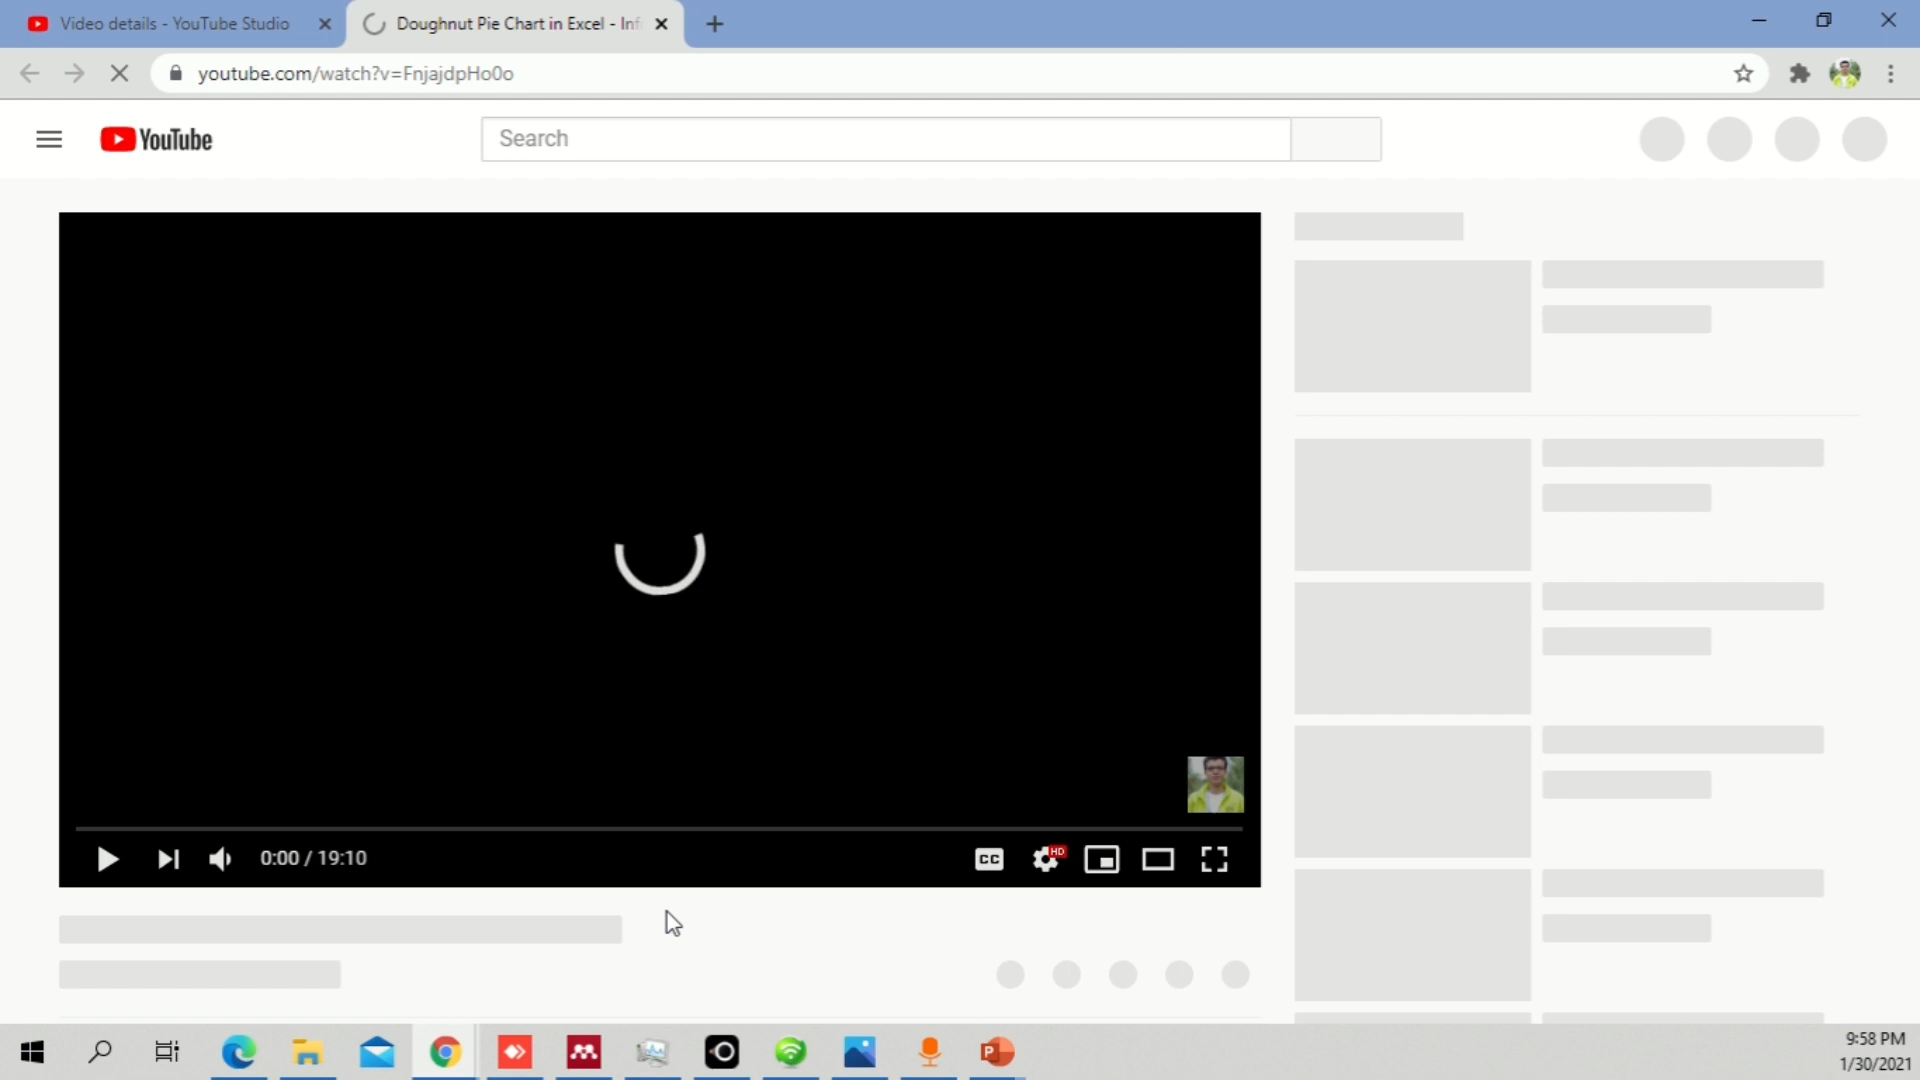 Video details - YouTube Studio
Doughnut Pie Chart in Excel - Inf
youtube.com/watch?v=FnjajdpHo0o
YouTube
Search
0:00 / 19:10
CC
HD
P
9:58 PM
1/30/2021